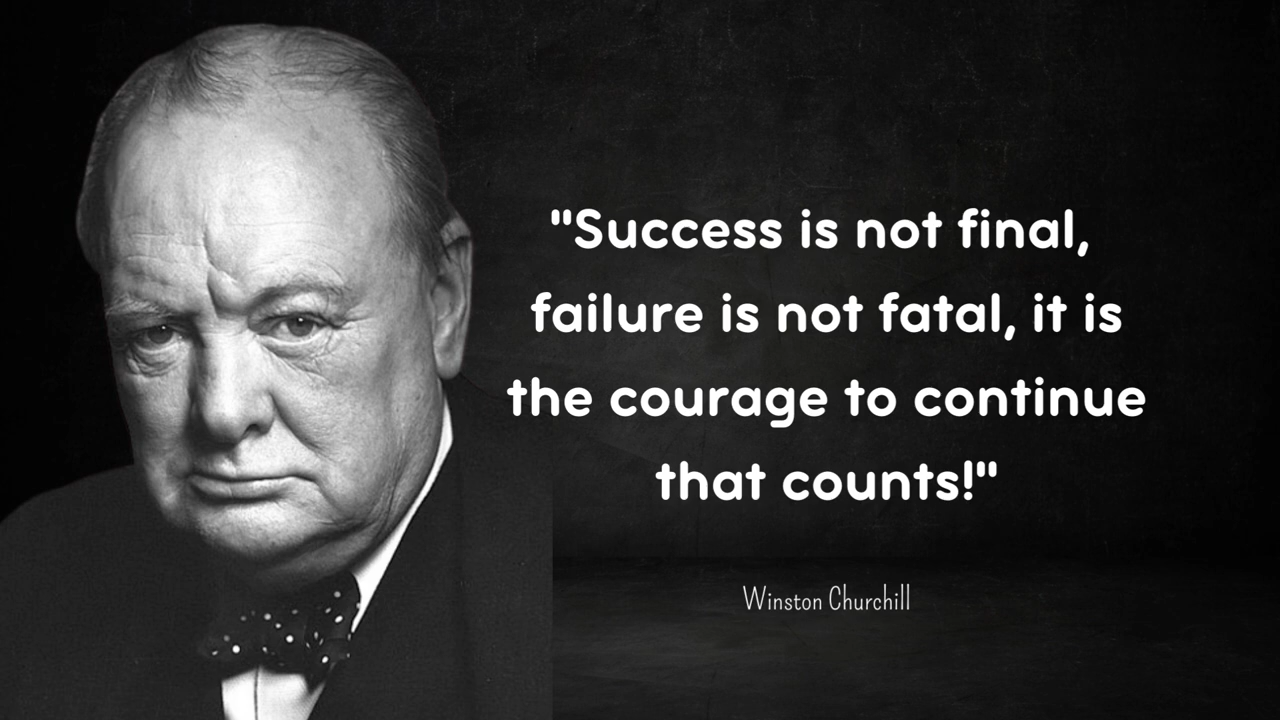 "Success is not final,
failure is not fatal, it is
the courage to continue
that counts!"
Winston Churchill